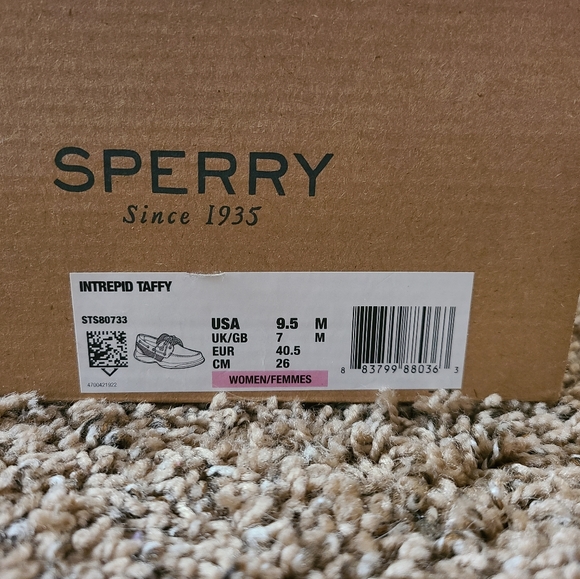 SPERRY
Since 1935
INTREPID TAFFY
STS80733
USA 9.5 M
UK/GB 7 M
EUR 40.5
CM 26
WOMEN/FEMMES
4700421922
8 83799 88036 3